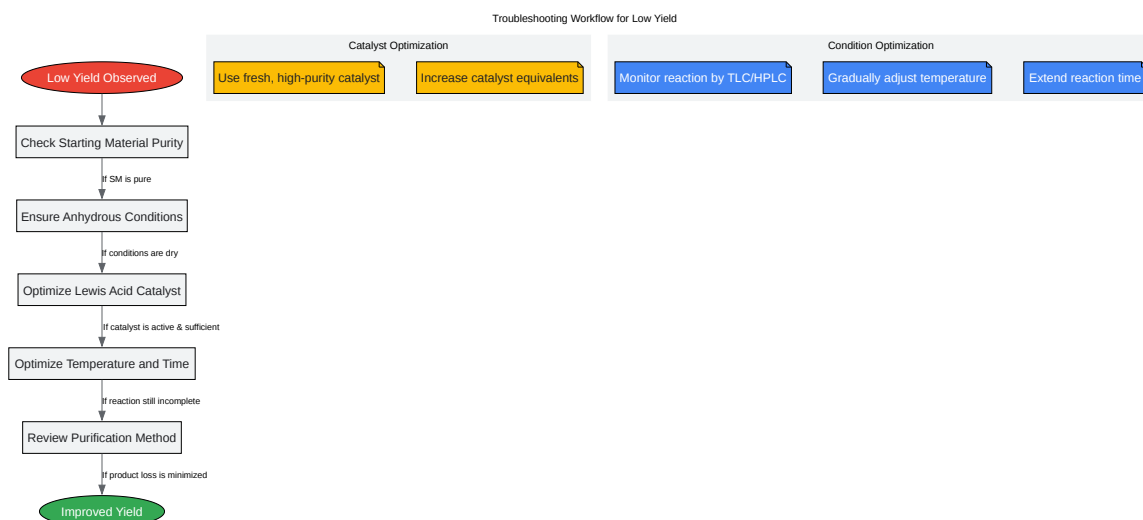 Troubleshooting Workflow for Low Yield
Catalyst Optimization
Condition Optimization
Low Yield Observed
Use fresh, high-purity catalyst
Increase catalyst equivalents
Monitor reaction by TLC/HPLC
Gradually adjust temperature
Extend reaction time
Check Starting Material Purity
If SM is pure
Ensure Anhydrous Conditions
If conditions are dry
Optimize Lewis Acid Catalyst
If catalyst is active & sufficient
Optimize Temperature and Time
If reaction still incomplete
Review Purification Method
If product loss is minimized
Improved Yield